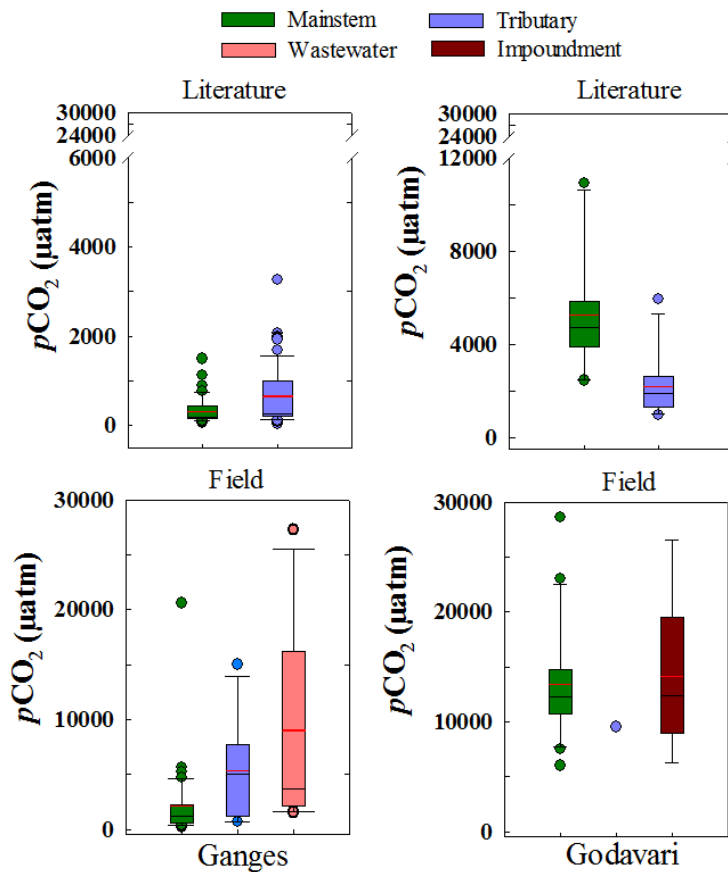 Mainstem Tributary
Wastewater Impoundment
Literature
30000
24000
6000
4000
2000
0
pCO₂ (µatm)
Literature
30000
24000
12000
8000
4000
0
pCO₂ (µatm)
Field
30000
20000
10000
0
pCO₂ (µatm)
Ganges
Field
30000
20000
10000
0
pCO₂ (µatm)
Godavari